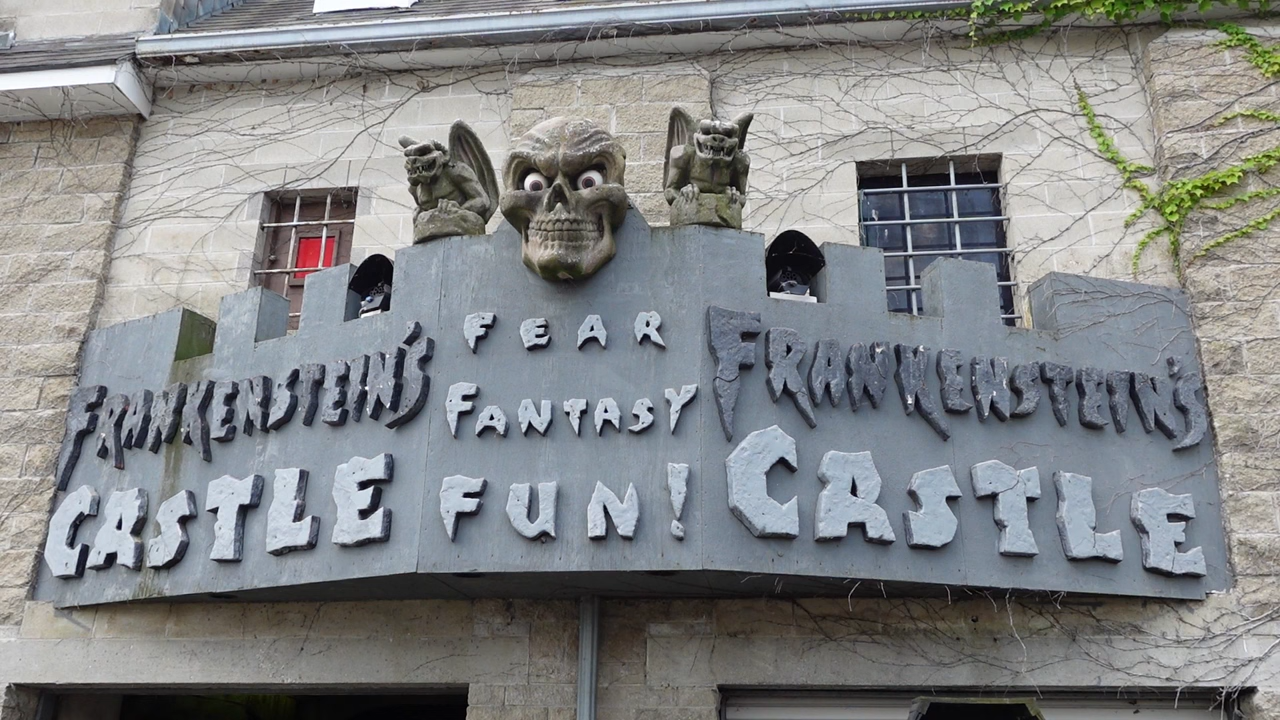 FRANKENSTEIN'S
CASTLE
FEAR
FANTASY
FUN!
FRANKENSTEIN'S
CASTLE